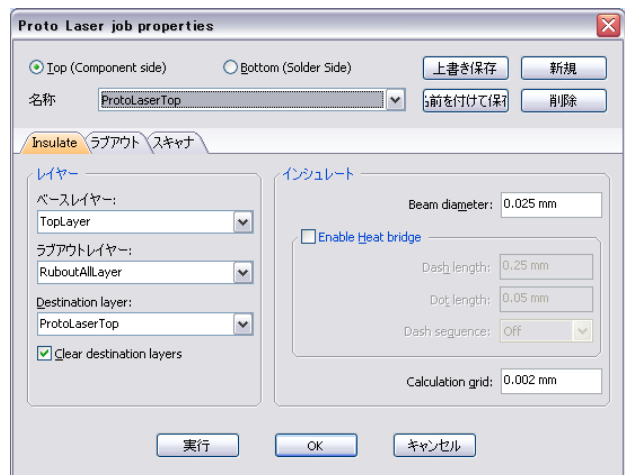 Proto Laser job properties
Top (Component side) Bottom (Solder Side) 上書き保存 新規
名称 ProtoLaserTop 前を付けて保存 削除
Insulate ラブアウト スキャナ
レイヤー
ベースレイヤー:
TopLayer
ラブアウトレイヤー:
RuboutAllLayer
Destination layer:
ProtoLaserTop
Clear destination layers
インシュレート
Beam diameter: 0.025 mm
Enable Heat bridge
Dash length: 0.25 mm
Dot length: 0.05 mm
Dash sequence: Off
Calculation grid: 0.002 mm
実行 OK キャンセル